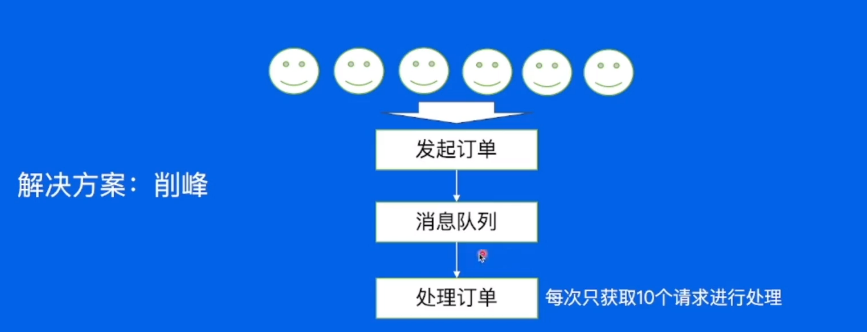 发起订单
解决方案：削峰
消息队列
处理订单
每次只获取10个请求进行处理